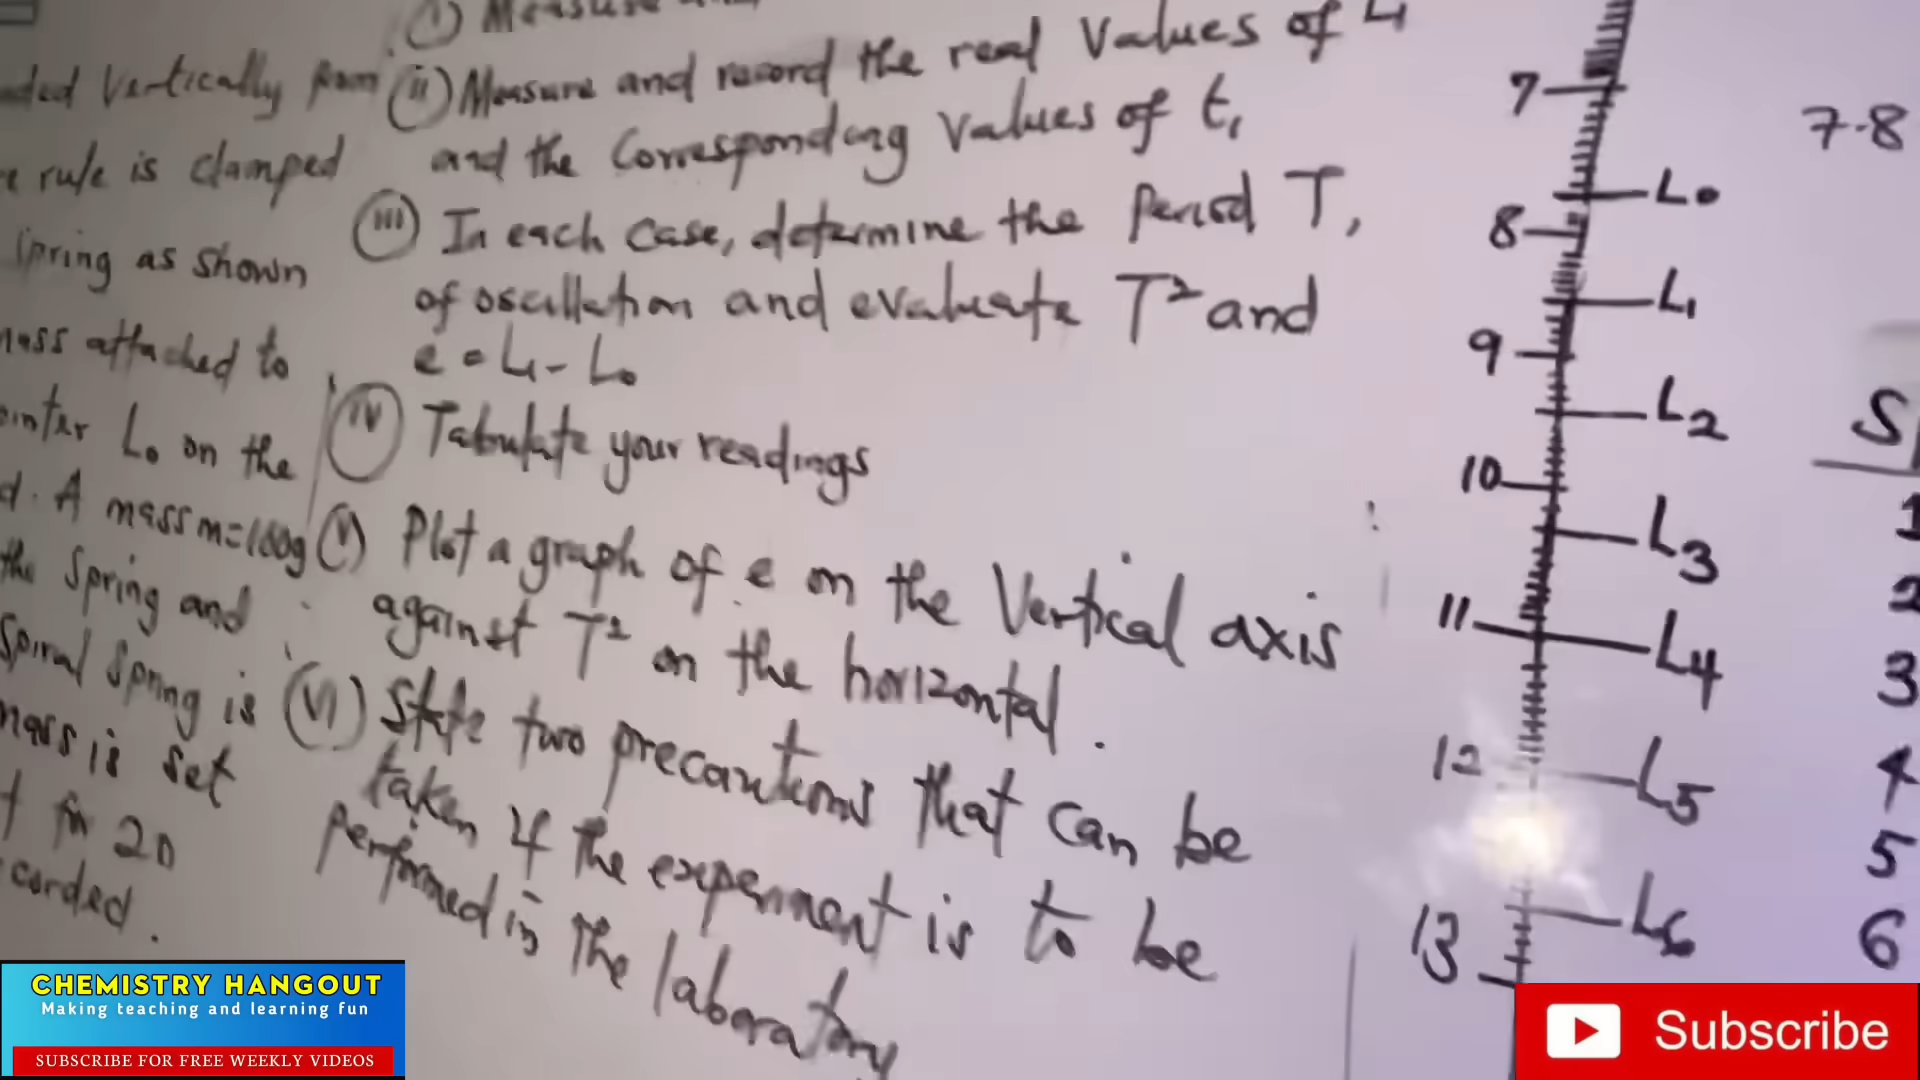 (i) Measure
ded vertically from
e rule is clamped
spring as shown
mass attached to
ointer L₀ on the
d. A mass m=100g
the spring and
spiral spring is
mass is set
t for 20
corded.
(ii) Measure and record the real values of Li
and the corresponding values of t,
(iii) In each case, determine the period T,
of oscillation and evaluate T² and
e = Li - L₀
(iv) Tabulate your readings
(v) Plot a graph of e on the vertical axis
against T² on the horizontal.
(vi) State two precautions that can be
taken if the experiment is to be
performed in the laboratory
7
L₀
8
L₁
9
L₂
10
L₃
11
L₄
12
L₅
L₆
13
7.8
S
1
2
3
4
5
6
CHEMISTRY HANGOUT
Making teaching and learning fun
SUBSCRIBE FOR FREE WEEKLY VIDEOS
Subscribe